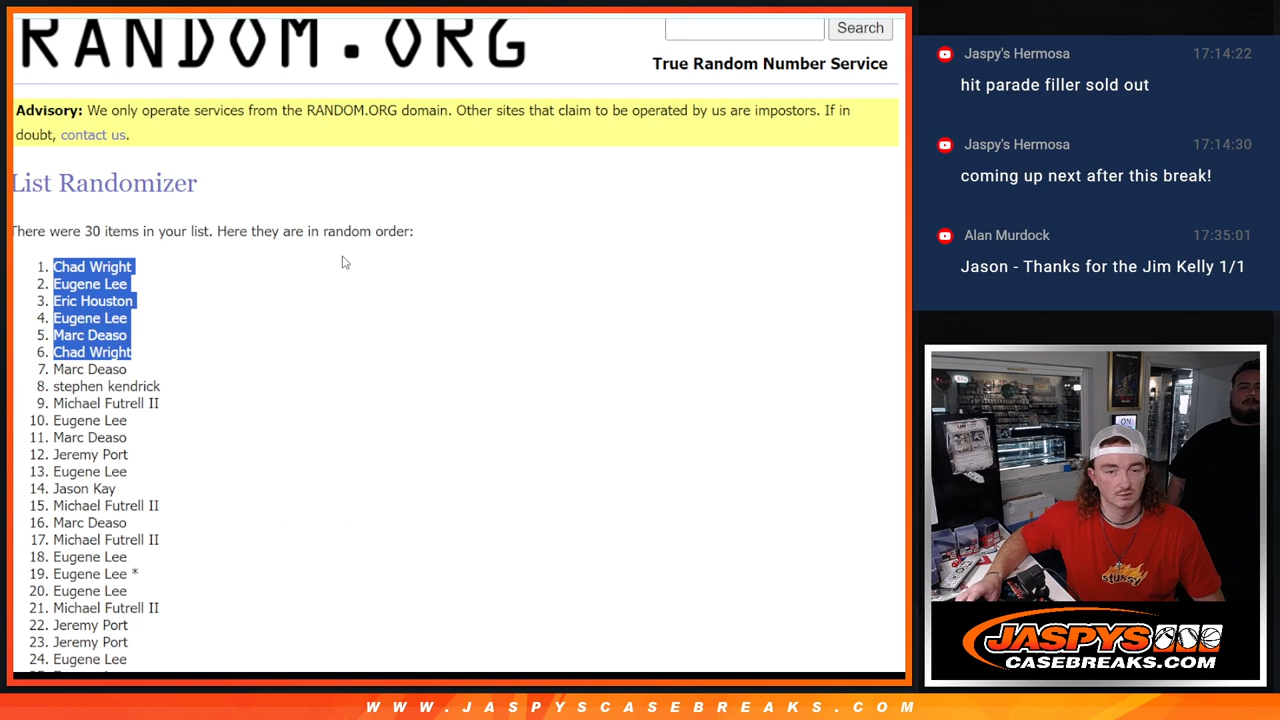 RANDOM.ORG
Search
True Random Number Service
Advisory: We only operate services from the RANDOM.ORG domain. Other sites that claim to be operated by us are impostors. If in
doubt, contact us.
List Randomizer
There were 30 items in your list. Here they are in random order:
1. Chad Wright
2. Eugene Lee
3. Eric Houston
4. Eugene Lee
5. Marc Deaso
6. Chad Wright
7. Marc Deaso
8. stephen kendrick
9. Michael Futrell II
10. Eugene Lee
11. Marc Deaso
12. Jeremy Port
13. Eugene Lee
14. Jason Kay
15. Michael Futrell II
16. Marc Deaso
17. Michael Futrell II
18. Eugene Lee
19. Eugene Lee *
20. Eugene Lee
21. Michael Futrell II
22. Jeremy Port
23. Jeremy Port
24. Eugene Lee
Jaspy's Hermosa 17:14:22
hit parade filler sold out
Jaspy's Hermosa 17:14:30
coming up next after this break!
Alan Murdock 17:35:01
Jason - Thanks for the Jim Kelly 1/1
ON
stussy
JASPYS
CASEBREAKS.COM
WWW.JASPYSCASEBREAKS.COM